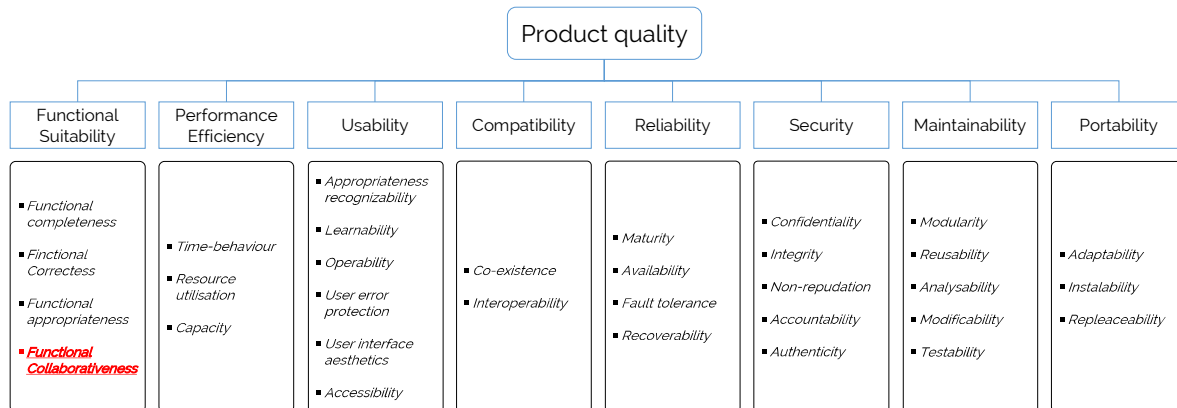 Product quality
Functional
Suitability
Performance
Efficiency
Usability
Compatibility
Reliability
Security
Maintainability
Portability
Functional
completeness
Finctional
Correctess
Functional
appropriateness
Functional
Collaborativeness
Time-behaviour
Resource
utilisation
Capacity
Appropriateness
recognizability
Learnability
Operability
User error
protection
User interface
aesthetics
Accessibility
Co-existence
Interoperability
Maturity
Availability
Fault tolerance
Recoverability
Confidentiality
Integrity
Non-repudation
Accountability
Authenticity
Modularity
Reusability
Analysability
Modificability
Testability
Adaptability
Instalability
Repleaceability